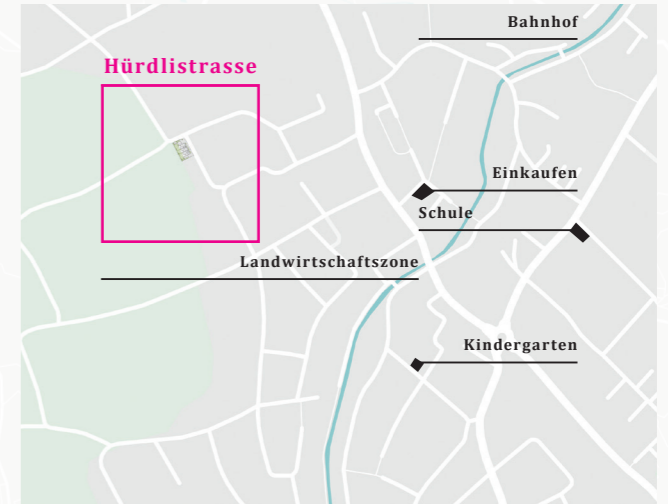 Bahnhof
Hürdlistrasse
Einkaufen
Schule
Landwirtschaftszone
Kindergarten